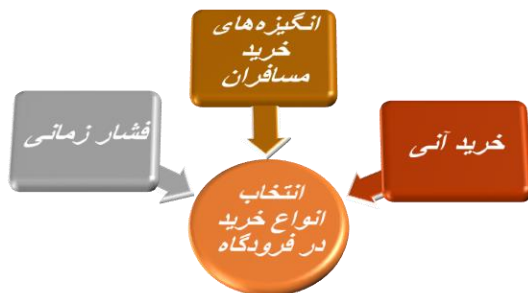 انگیزه‌های
خرید
مسافران
خرید آنی
فشار زمانی
انتخاب
انواع خرید
در فرودگاه